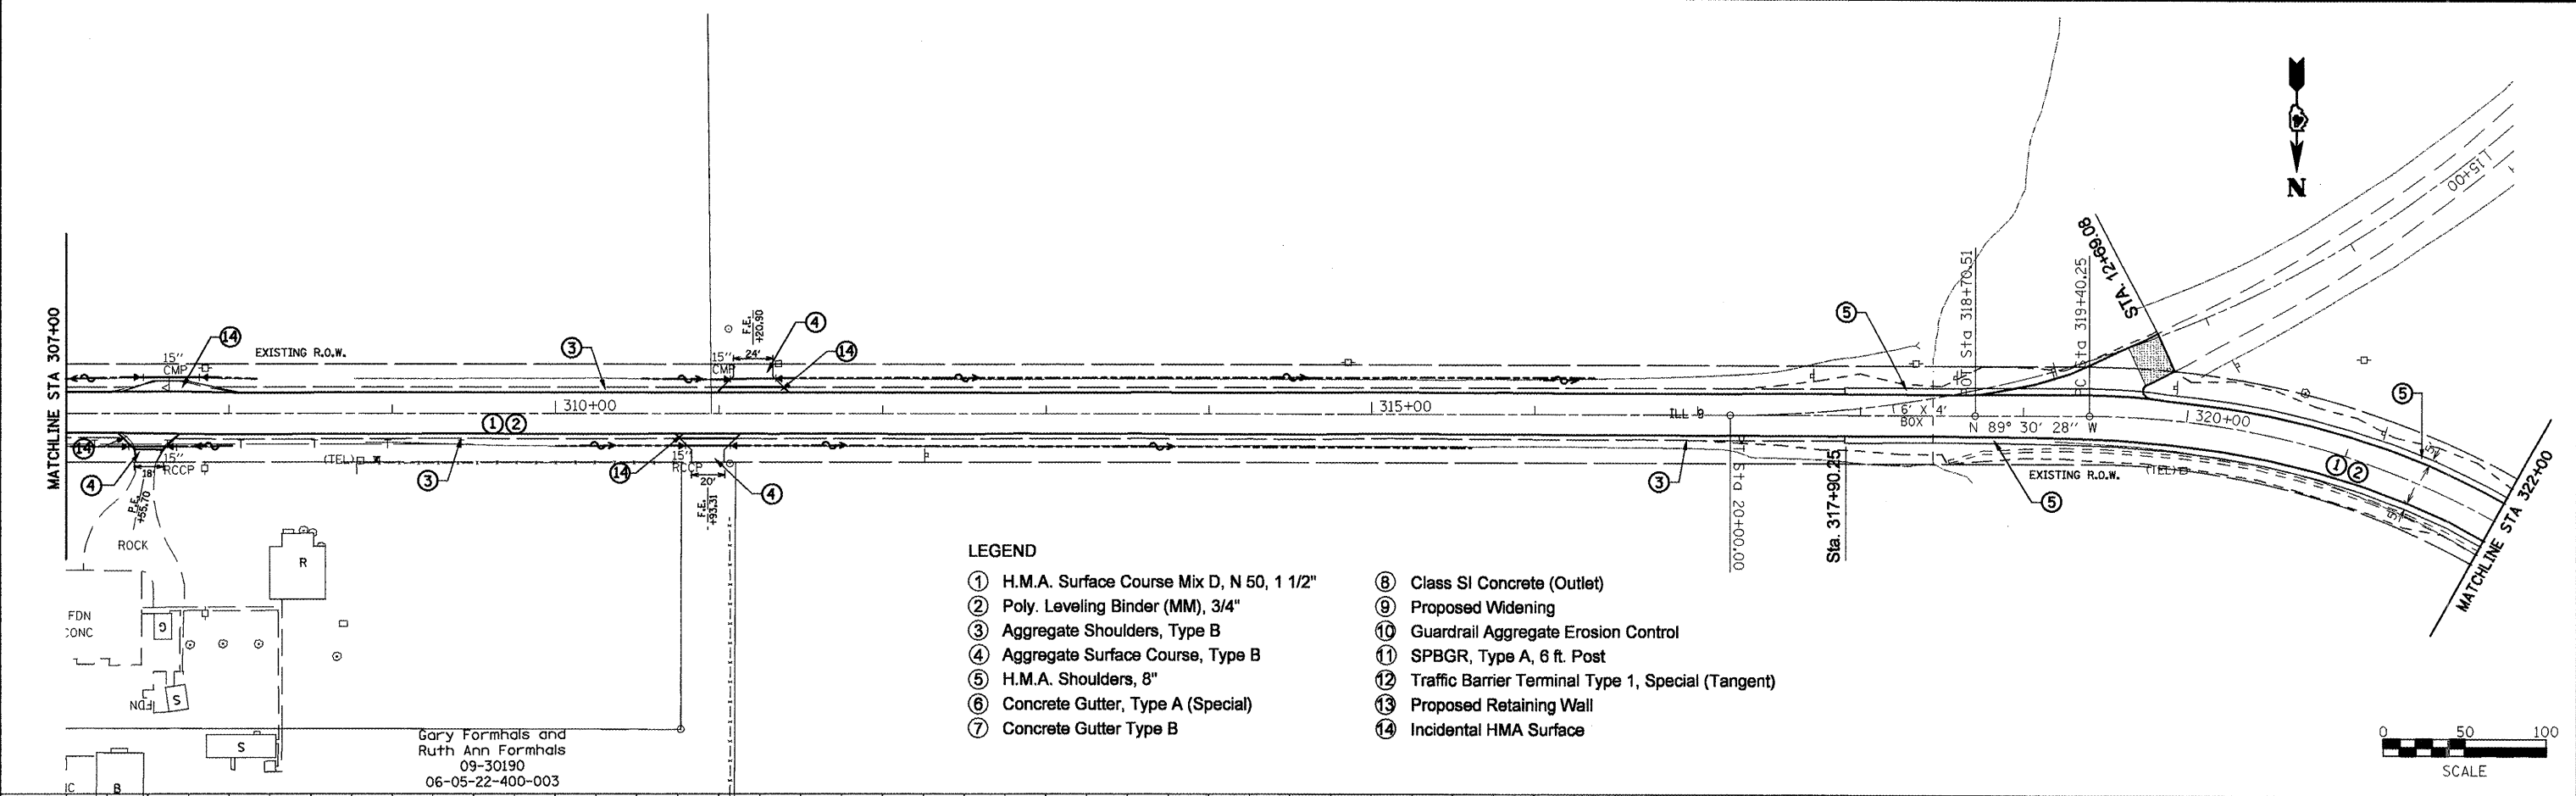 MATCHLINE STA 307+00
14
15"
CMP
EXISTING R.O.W.
3
15"
CMP
24'
F.E.
+20.90
4
14
310+00
1 2
315+00
ILL 9
5
6' X 4'
BOX
POT Sta 318+70.51
PC Sta 319+40.25
STA. 12+69.08
15+00
N
N 89° 30' 28" W
320+00
5
14
4
18'
15"
RCCP
P.E.
+55.70
(TEL)
3
14
15"
RCCP
20'
F.E.
+93.31
4
3
Sta 20+00.00
Sta. 317+90.25
5
EXISTING R.O.W.
(TEL)
1 2
5'
5'
MATCHLINE STA 322+00
ROCK
R
FDN
CONC
G
S
FDN
S
B
Gary Formhals and
Ruth Ann Formhals
09-30190
06-05-22-400-003
LEGEND
1 H.M.A. Surface Course Mix D, N 50, 1 1/2"
2 Poly. Leveling Binder (MM), 3/4"
3 Aggregate Shoulders, Type B
4 Aggregate Surface Course, Type B
5 H.M.A. Shoulders, 8"
6 Concrete Gutter, Type A (Special)
7 Concrete Gutter Type B
8 Class SI Concrete (Outlet)
9 Proposed Widening
10 Guardrail Aggregate Erosion Control
11 SPBGR, Type A, 6 ft. Post
12 Traffic Barrier Terminal Type 1, Special (Tangent)
13 Proposed Retaining Wall
14 Incidental HMA Surface
0 50 100
SCALE